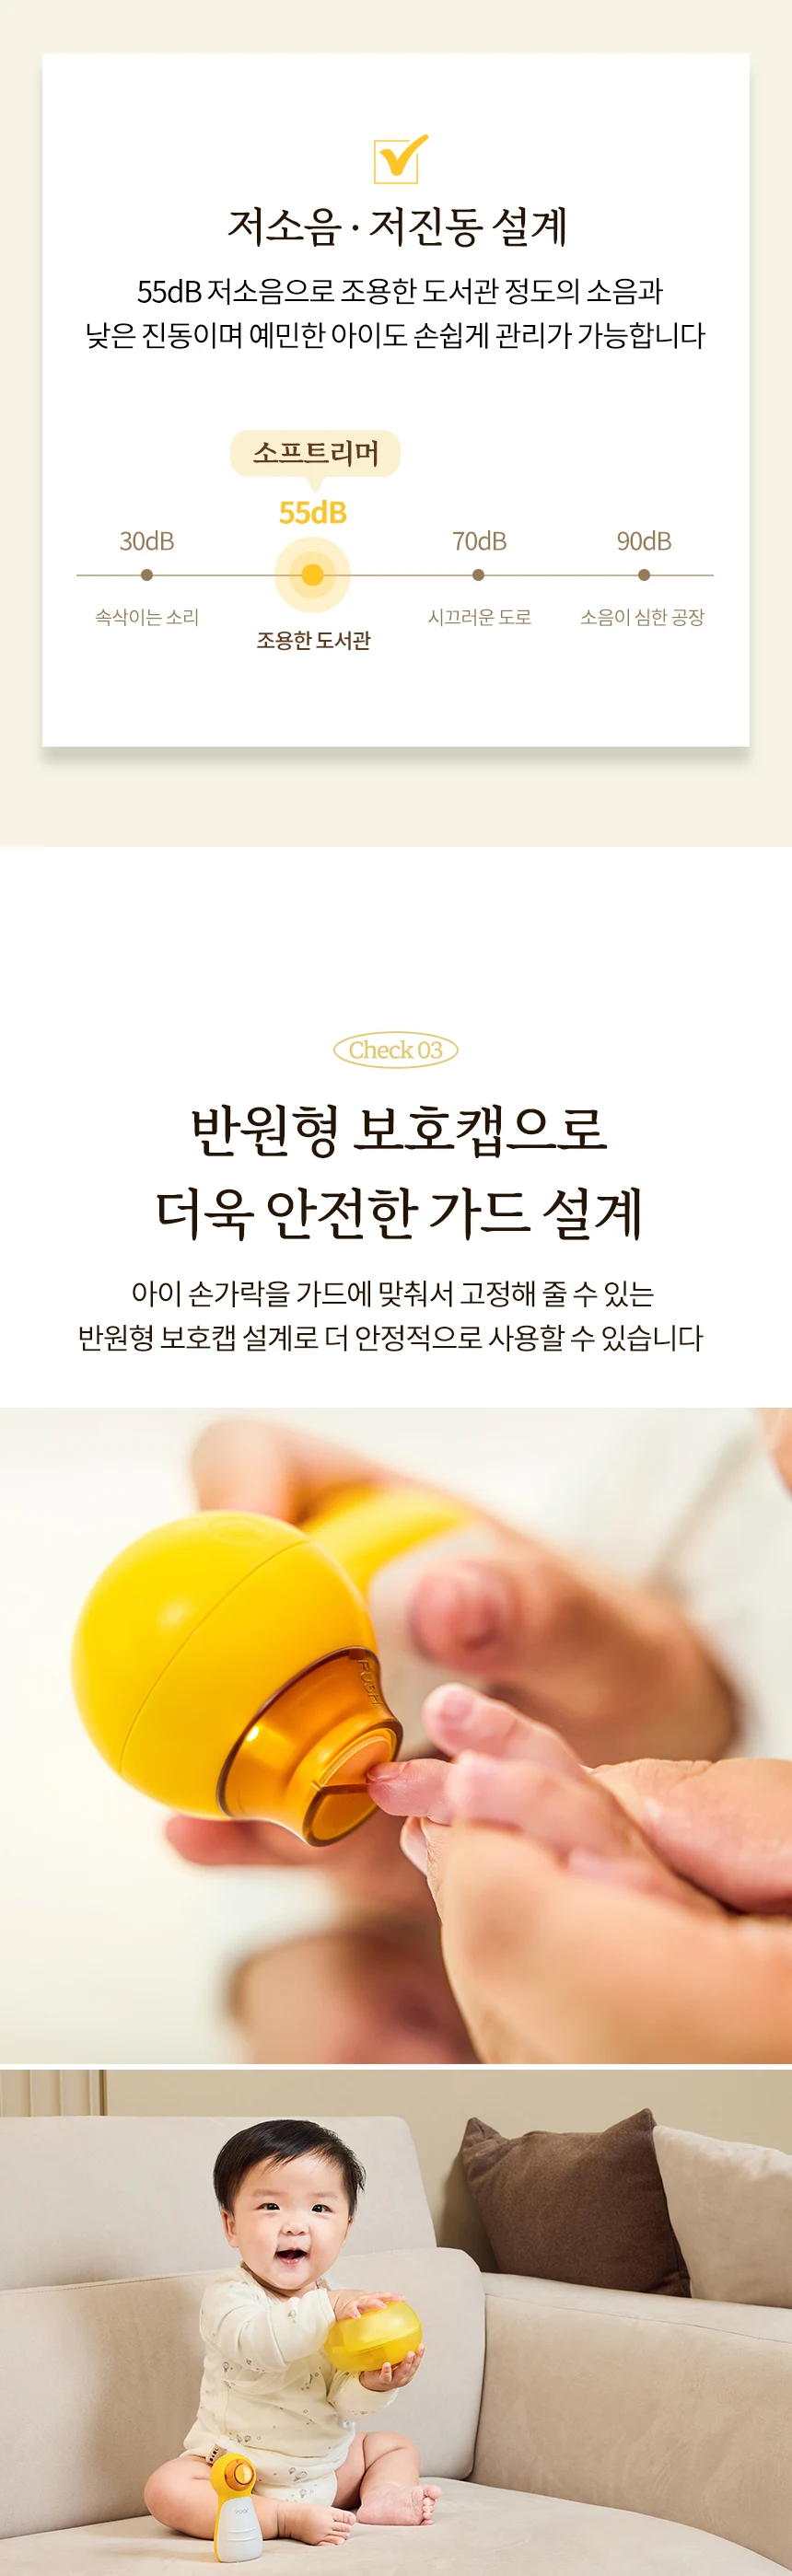 저소음 · 저진동 설계
55dB 저소음으로 조용한 도서관 정도의 소음과
낮은 진동이며 예민한 아이도 손쉽게 관리가 가능합니다
소프트리머
55dB
30dB
70dB
90dB
속삭이는 소리
조용한 도서관
시끄러운 도로
소음이 심한 공장
Check 03
반원형 보호캡으로
더욱 안전한 가드 설계
아이 손가락을 가드에 맞춰서 고정해 줄 수 있는
반원형 보호캡 설계로 더 안정적으로 사용할 수 있습니다
PUSH